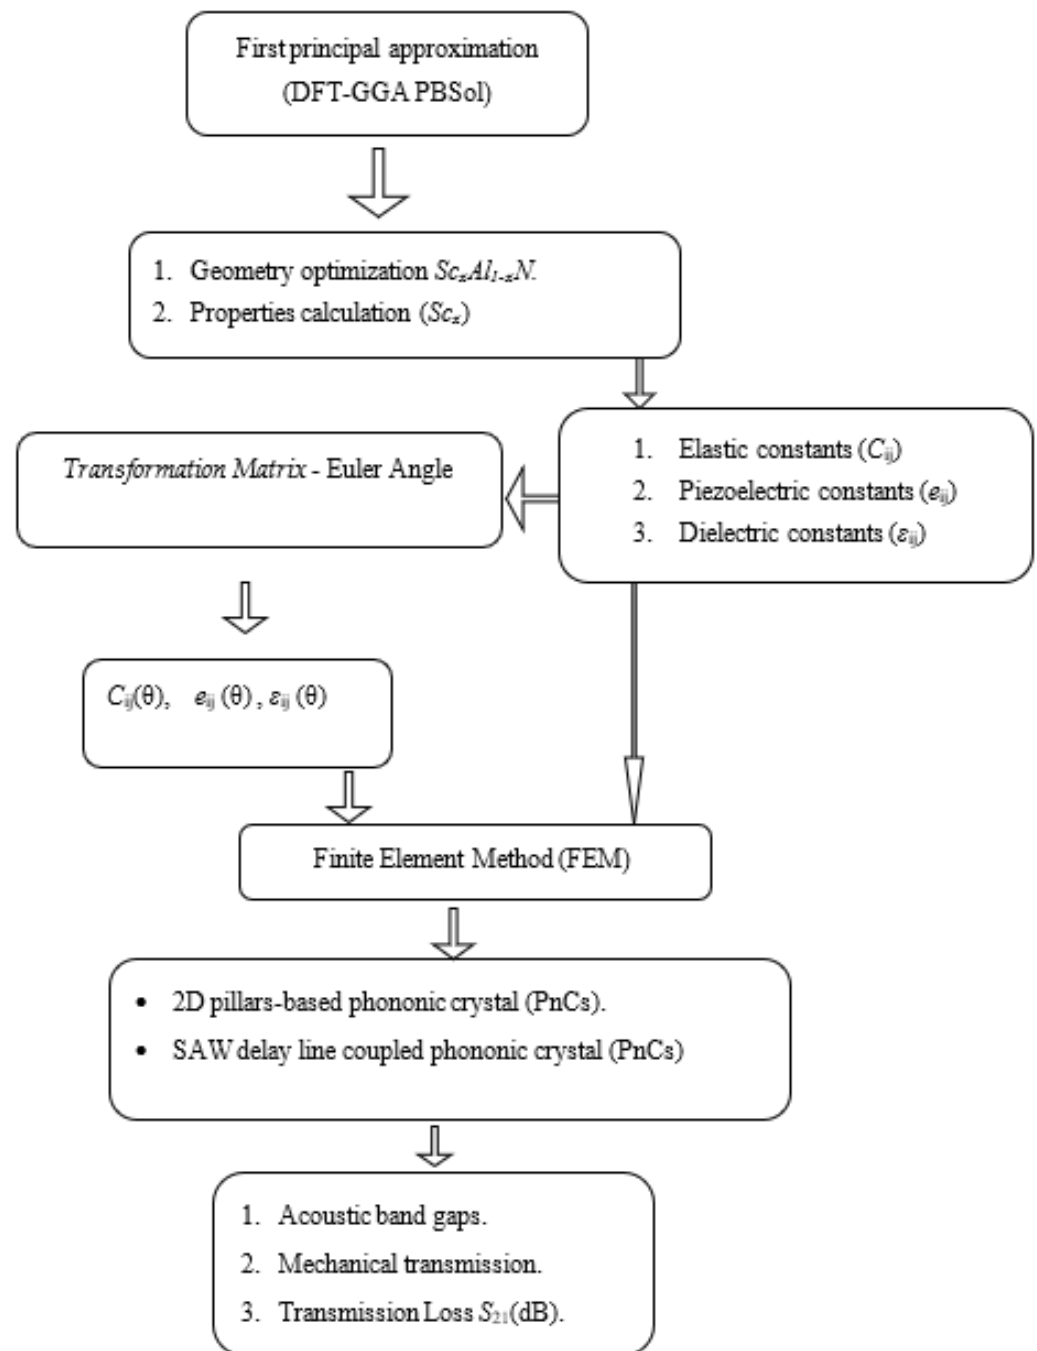 First principal approximation
(DFT-GGA PBSol)
1. Geometry optimization ScₓAl₁₋ₓN.
2. Properties calculation (Scₓ)
Transformation Matrix - Euler Angle
1. Elastic constants (Cᵢⱼ)
2. Piezoelectric constants (eᵢⱼ)
3. Dielectric constants (εᵢⱼ)
Cᵢⱼ(θ), eᵢⱼ (θ) , εᵢⱼ (θ)
Finite Element Method (FEM)
• 2D pillars-based phononic crystal (PnCs).
• SAW delay line coupled phononic crystal (PnCs)
1. Acoustic band gaps.
2. Mechanical transmission.
3. Transmission Loss S₂₁(dB).